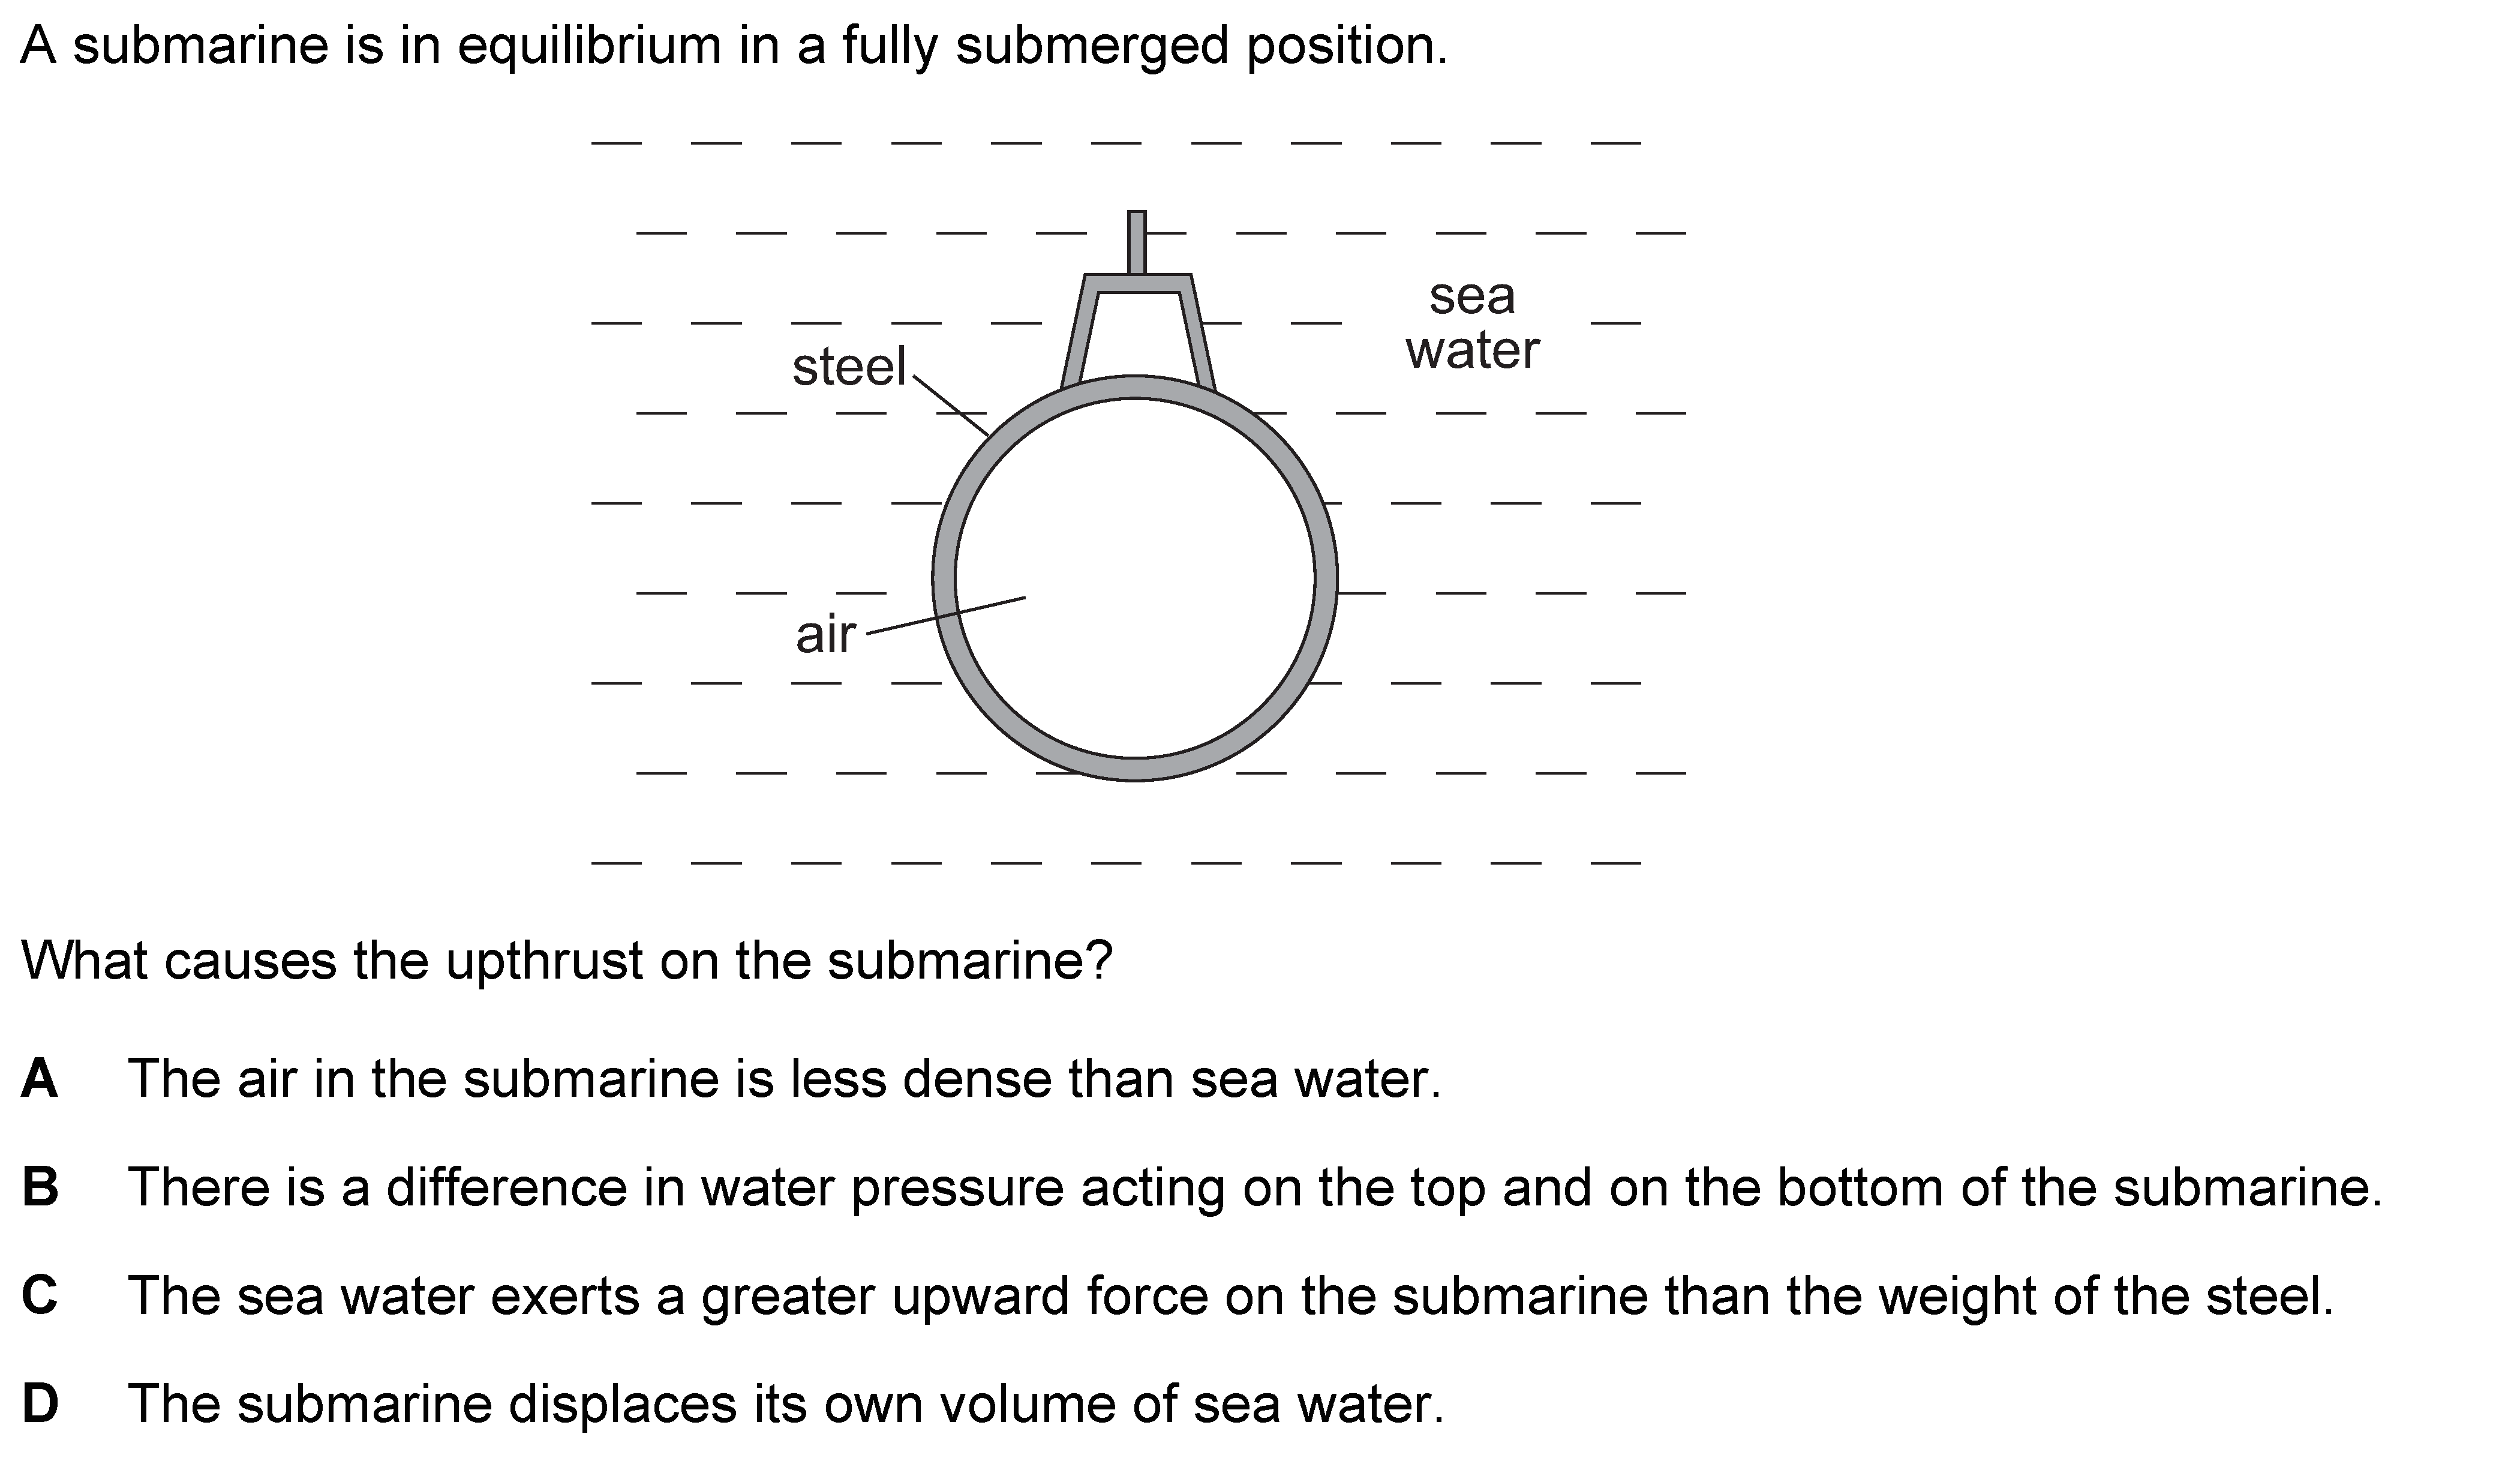 A submarine is in equilibrium in a fully submerged position.
sea
water
steel
air
What causes the upthrust on the submarine?
A The air in the submarine is less dense than sea water.
B There is a difference in water pressure acting on the top and on the bottom of the submarine.
C The sea water exerts a greater upward force on the submarine than the weight of the steel.
D The submarine displaces its own volume of sea water.